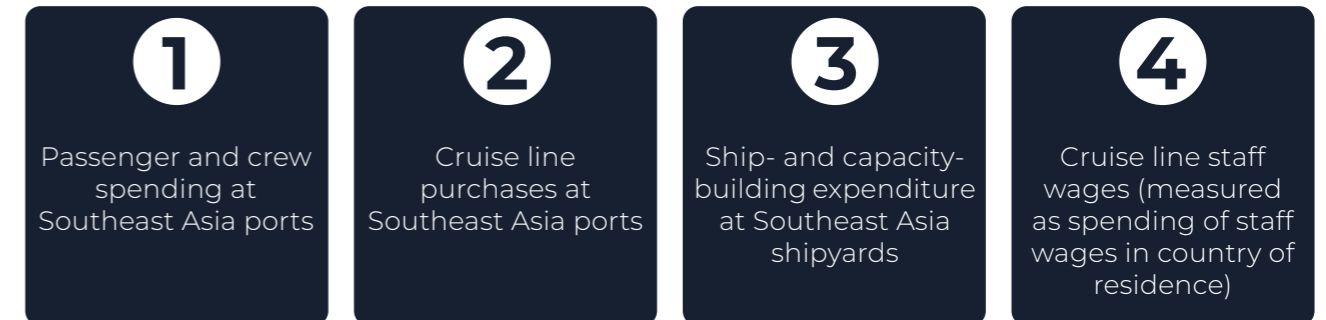 1
Passenger and crew
spending at
Southeast Asia ports
2
Cruise line
purchases at
Southeast Asia ports
3
Ship- and capacity-
building expenditure
at Southeast Asia
shipyards
4
Cruise line staff
wages (measured
as spending of staff
wages in country of
residence)